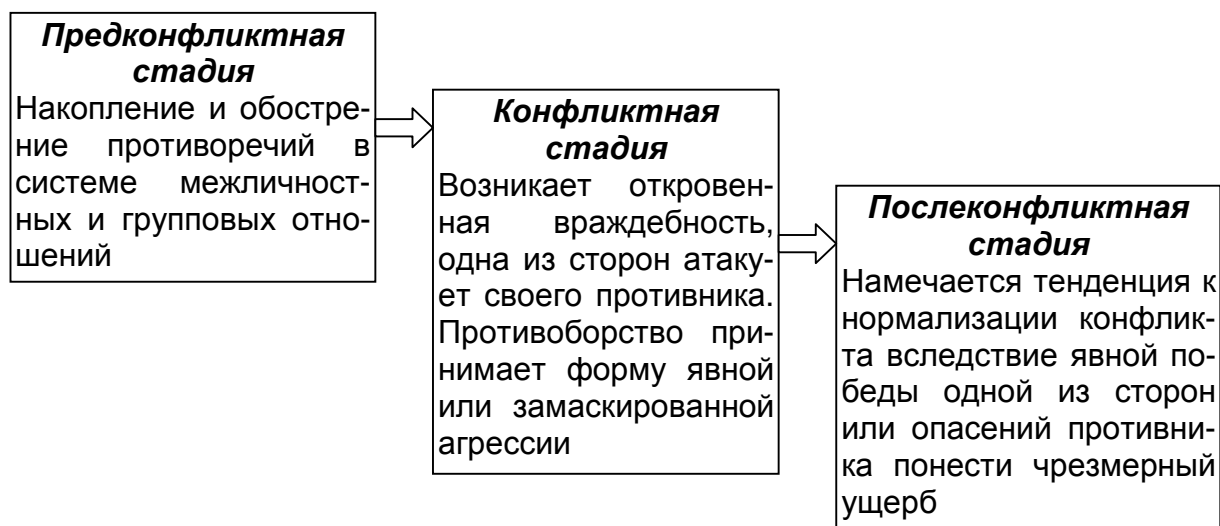 Предконфликтная
стадия
Накопление и обостре-
ние противоречий в
системе межличност-
ных и групповых отно-
шений
Конфликтная
стадия
Возникает откровен-
ная враждебность,
одна из сторон атаку-
ет своего противника.
Противоборство при-
нимает форму явной
или замаскированной
агрессии
Послеконфликтная
стадия
Намечается тенденция к
нормализации конфлик-
та вследствие явной по-
беды одной из сторон
или опасений противни-
ка понести чрезмерный
ущерб